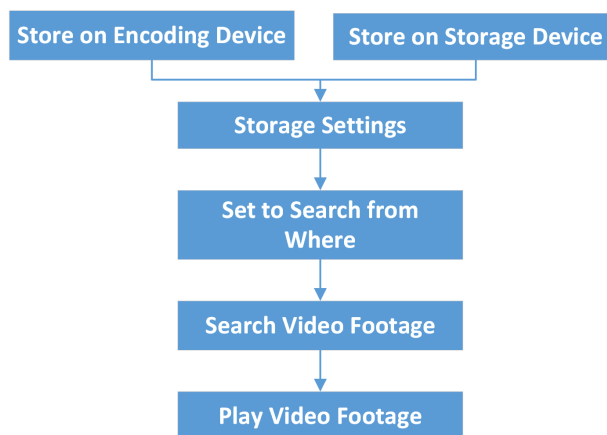 Store on Encoding Device
Store on Storage Device
Storage Settings
Set to Search from
Where
Search Video Footage
Play Video Footage